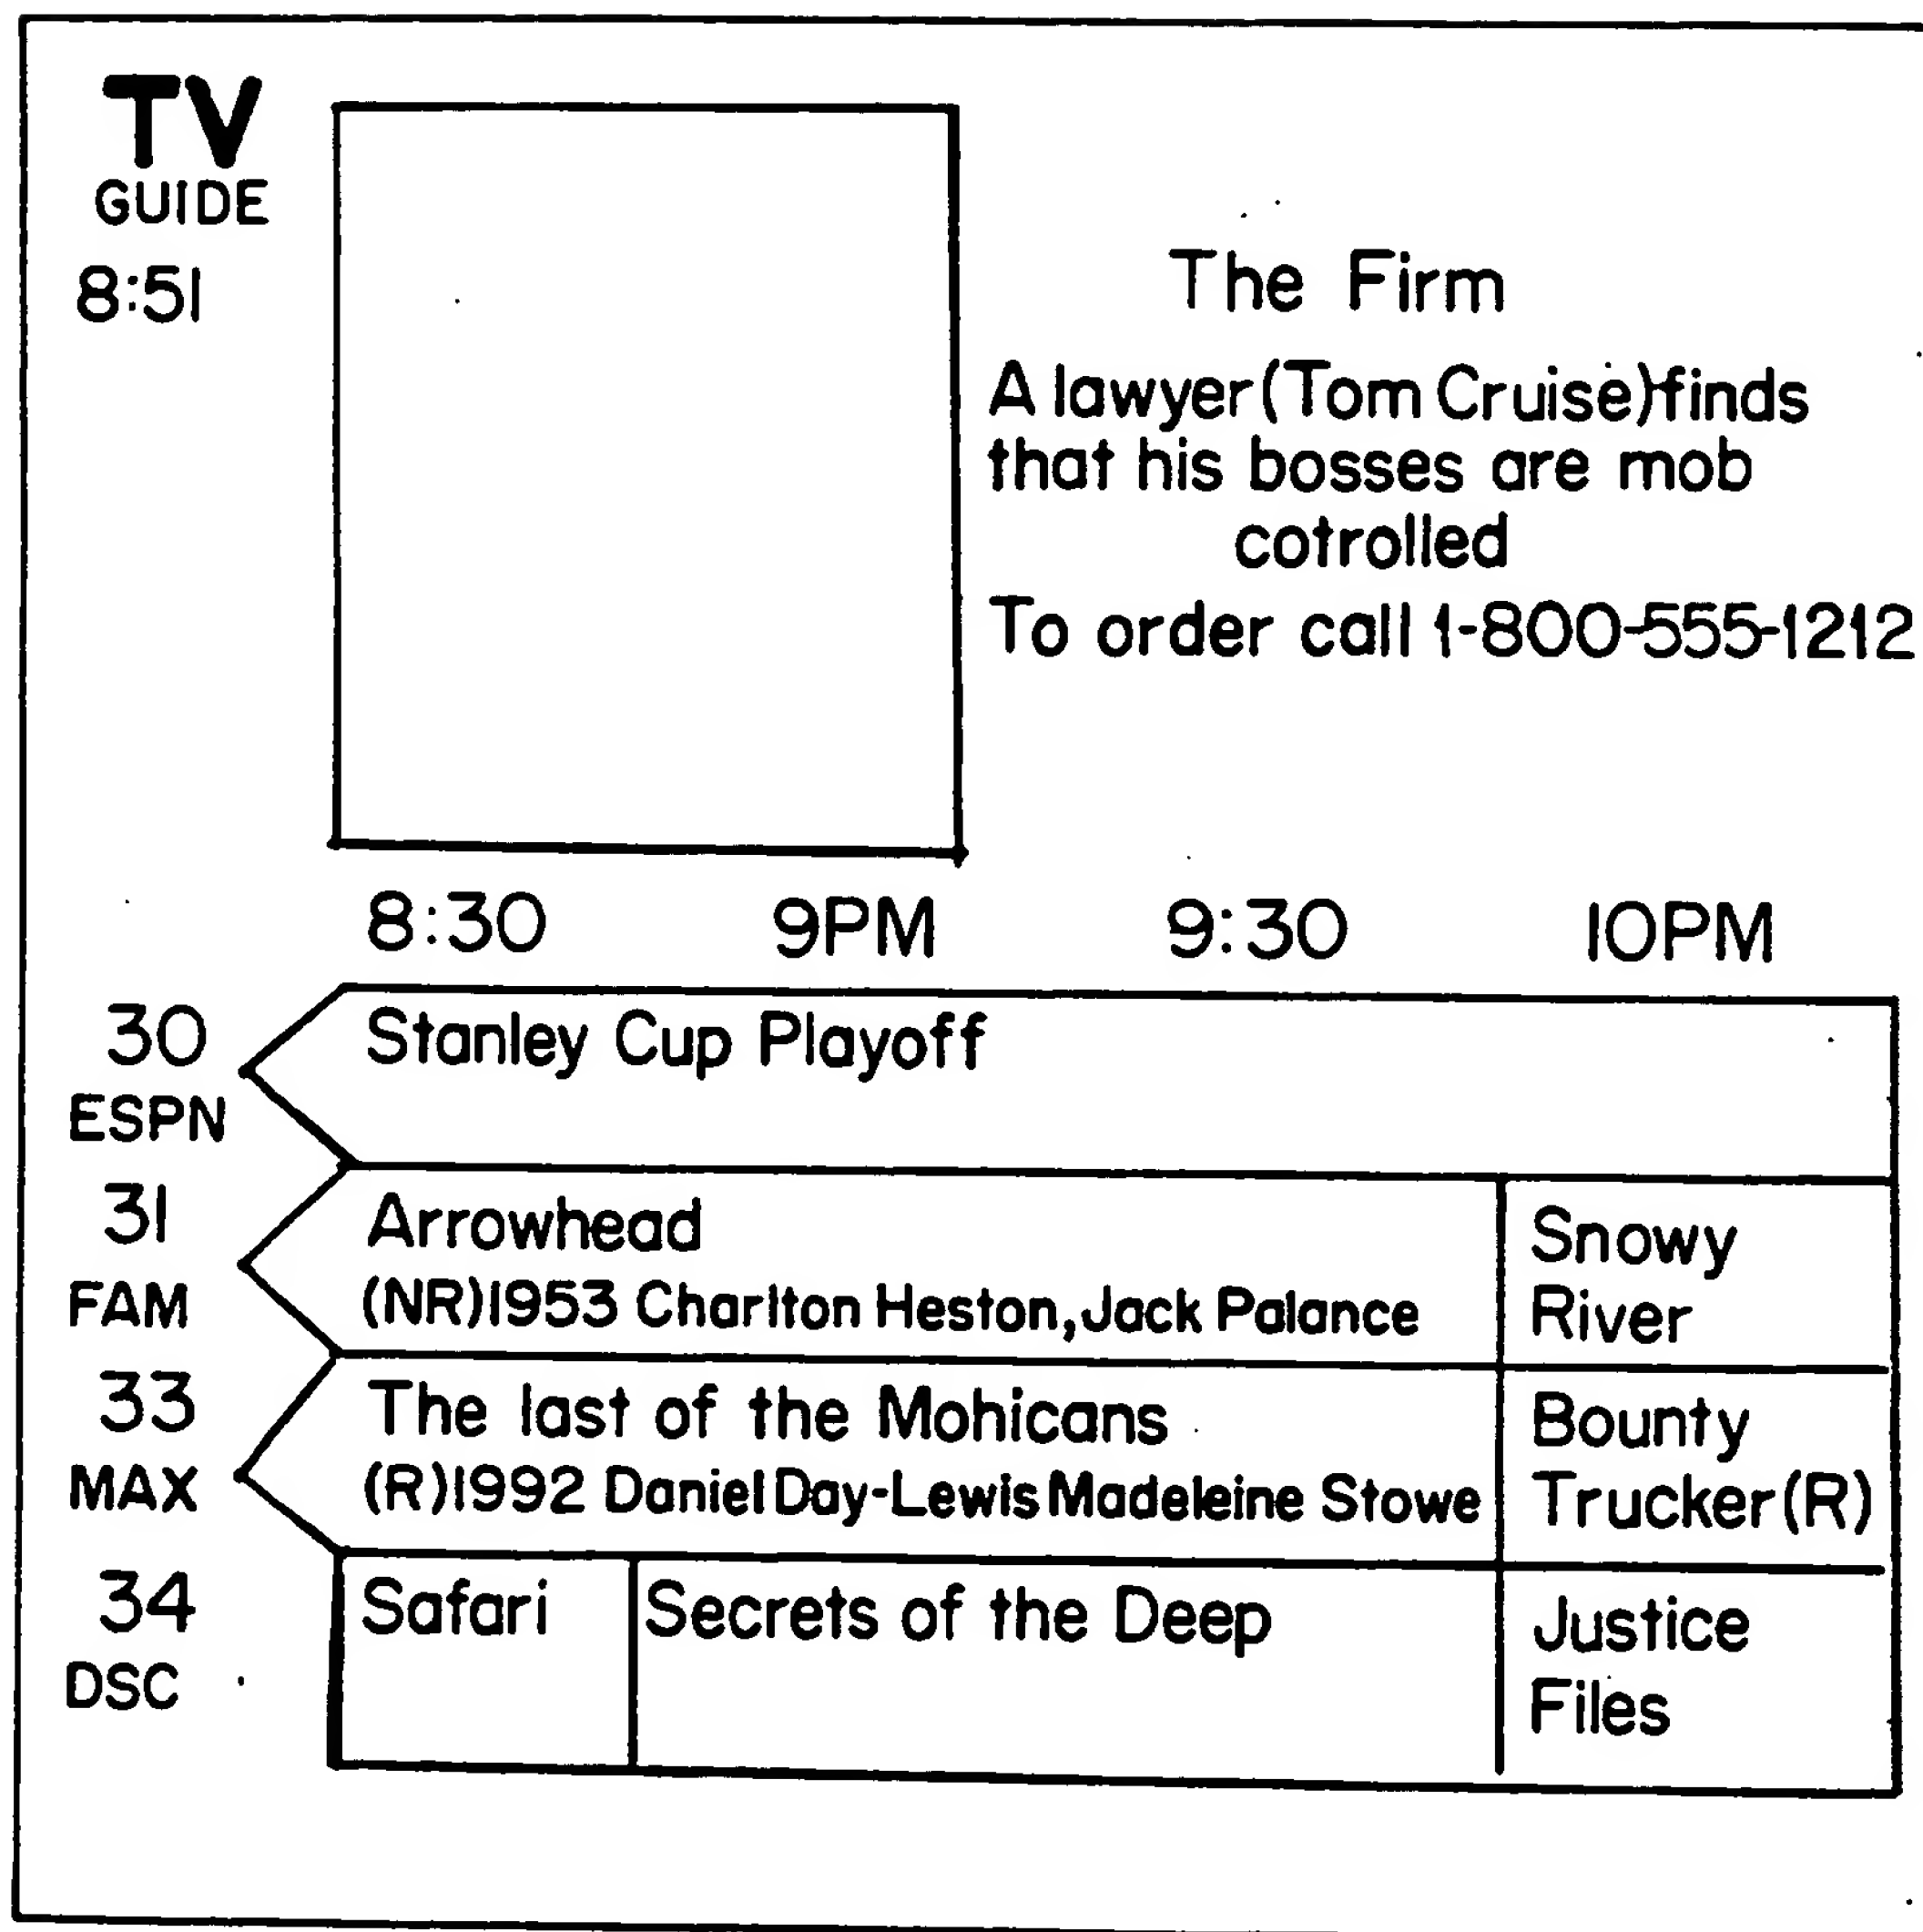 TV
GUIDE
8:51
The Firm
A lawyer(Tom Cruise)finds
that his bosses are mob
cotrolled
To order call 1-800-555-1212
8:30 9PM 9:30 10PM
30
ESPN
Stanley Cup Playoff
31
FAM
Arrowhead
(NR)1953 Charlton Heston,Jack Palance
Snowy
River
33
MAX
The last of the Mohicans
(R)1992 Daniel Day-Lewis Madeleine Stowe
Bounty
Trucker(R)
34
DSC
Safari
Secrets of the Deep
Justice
Files